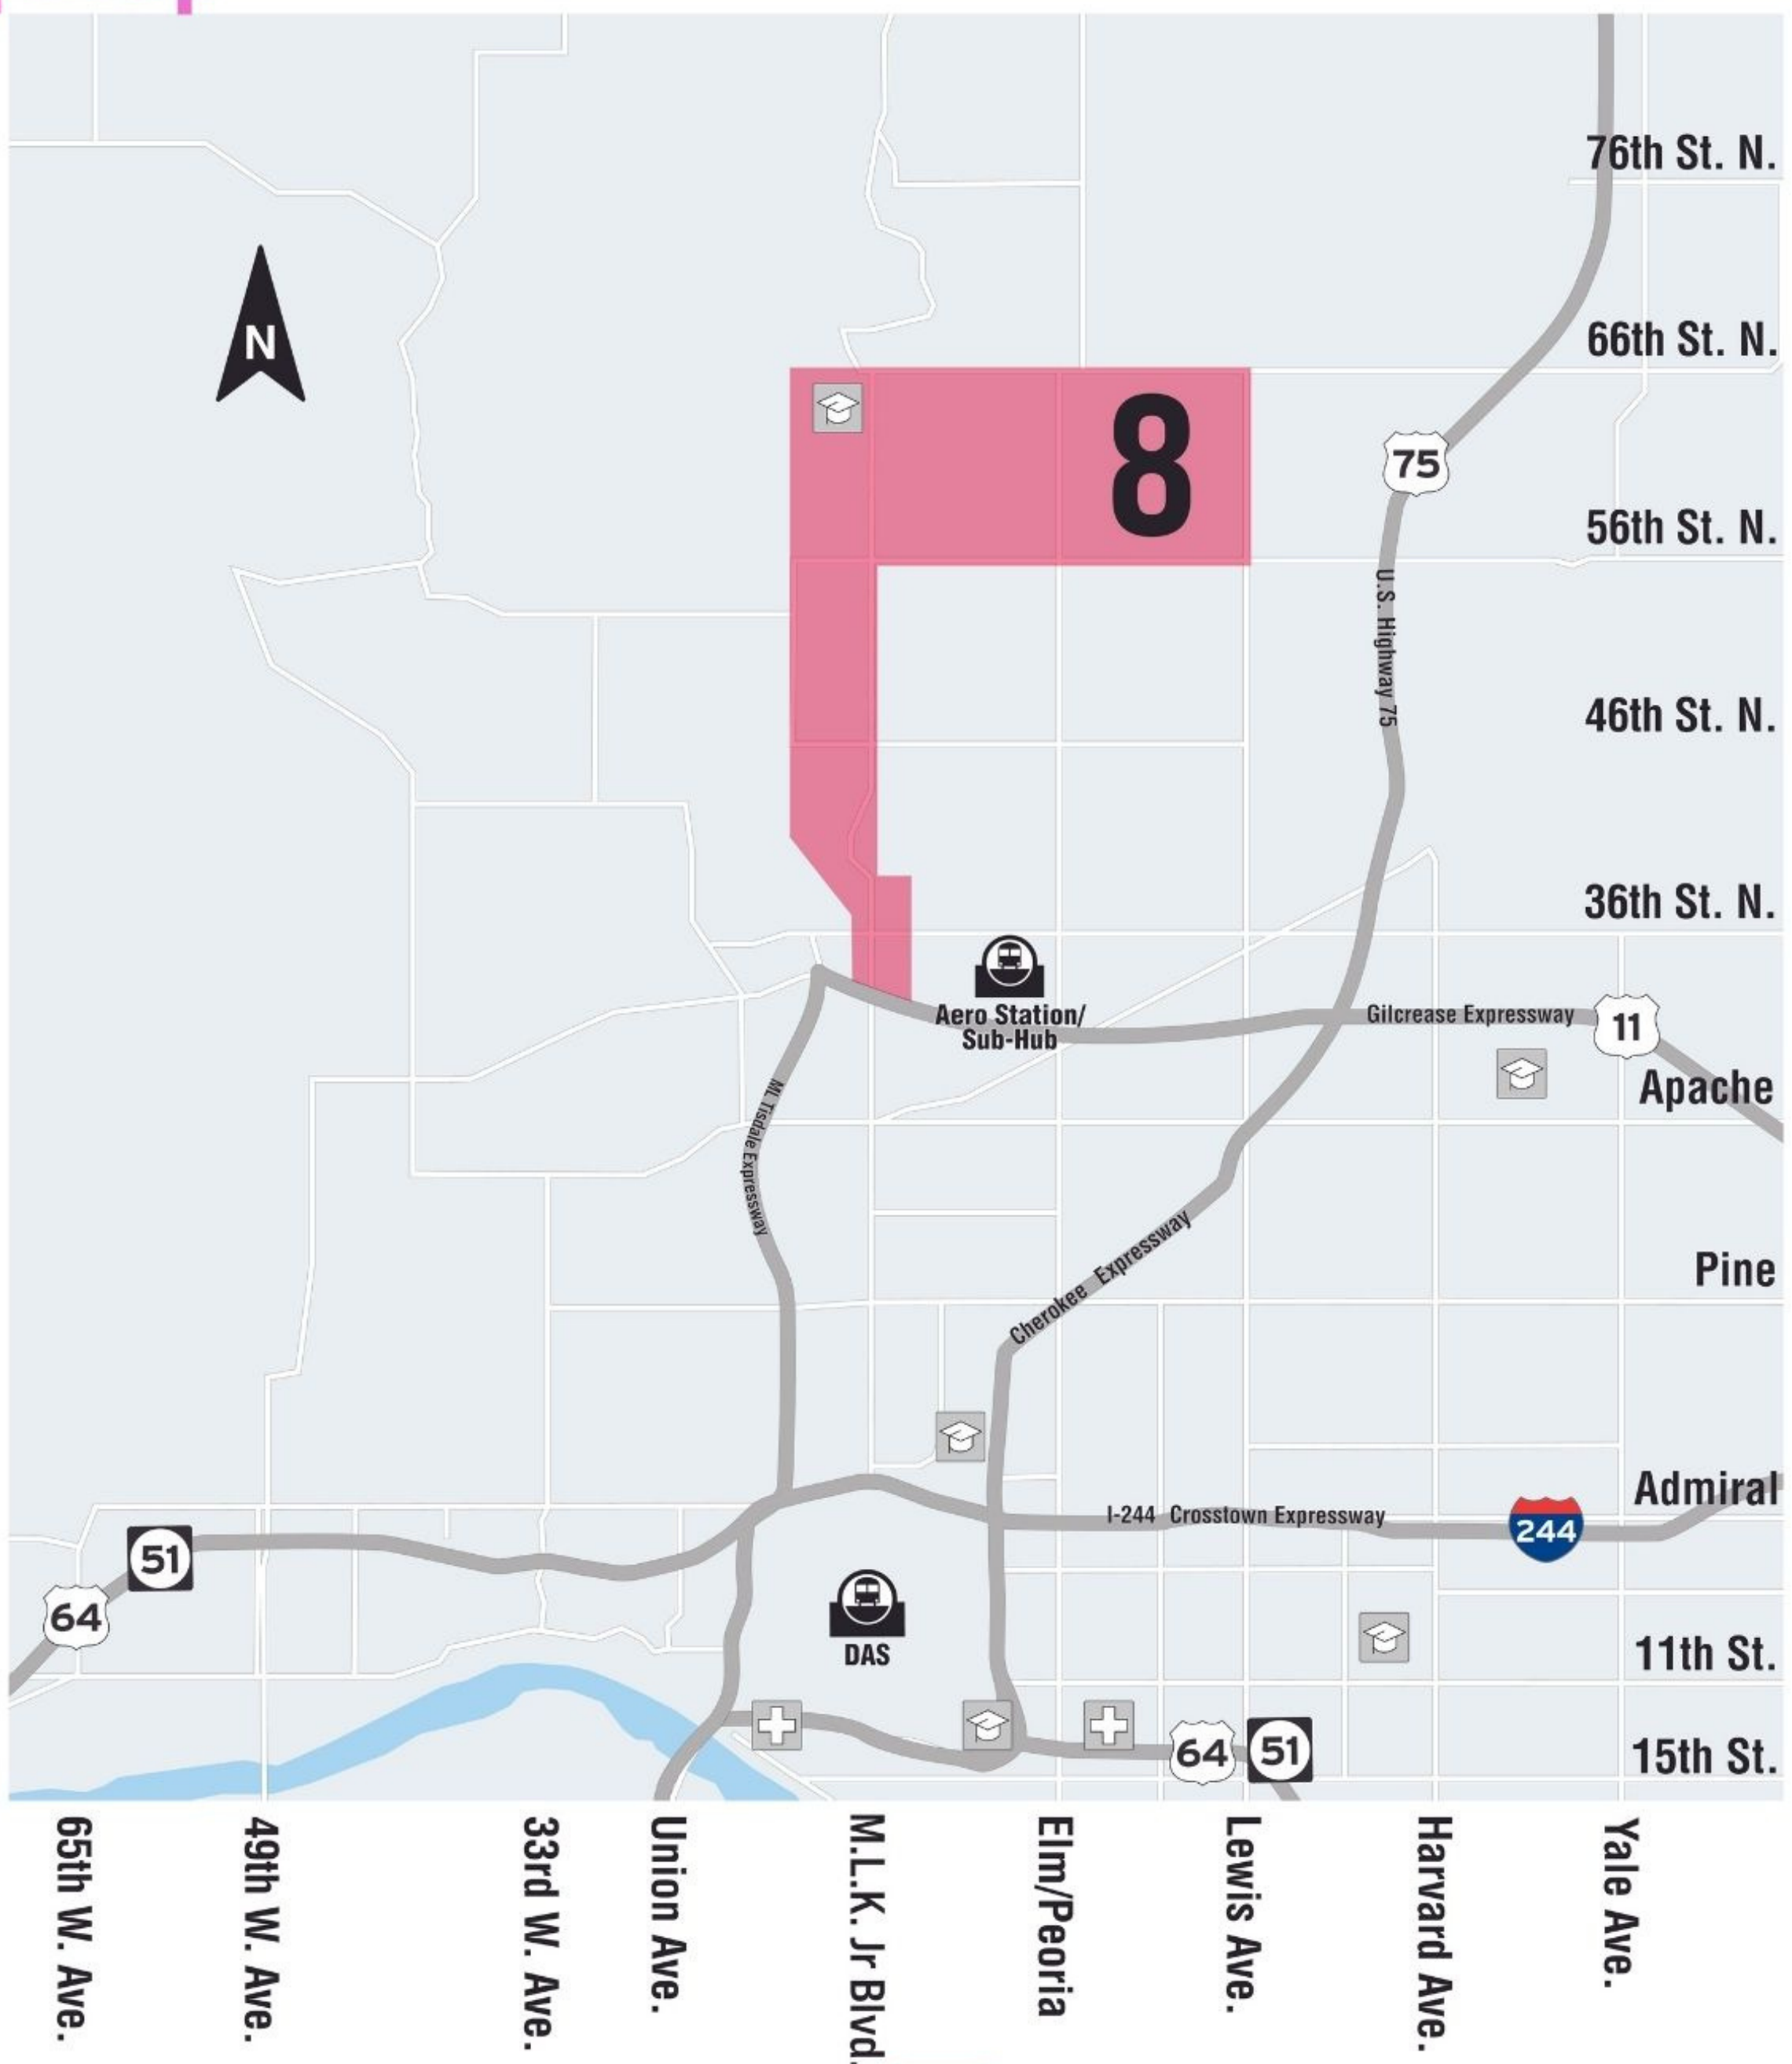 76th St. N.
N
66th St. N.
8
75
56th St. N.
U.S. Highway 75
46th St. N.
36th St. N.
Aero Station/
Sub-Hub
Gilcrease Expressway
11
Apache
ML Tisdale Expressway
Cherokee Expressway
Pine
Admiral
I-244 Crosstown Expressway
244
51
64
DAS
11th St.
64
51
15th St.
65th W. Ave.
49th W. Ave.
33rd W. Ave.
Union Ave.
M.L.K. Jr Blvd.
Elm/Peoria
Lewis Ave.
Harvard Ave.
Yale Ave.